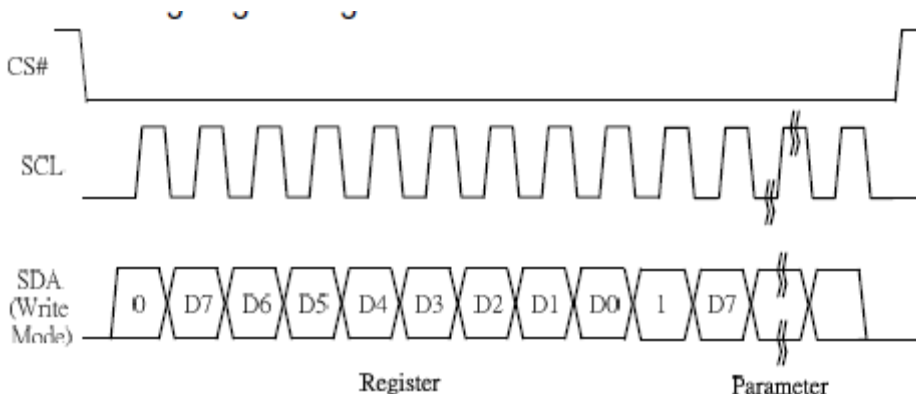 CS#
SCL
SDA
(Write
Mode)
0 D7 D6 D5 D4 D3 D2 D1 D0 1 D7
Register Parameter